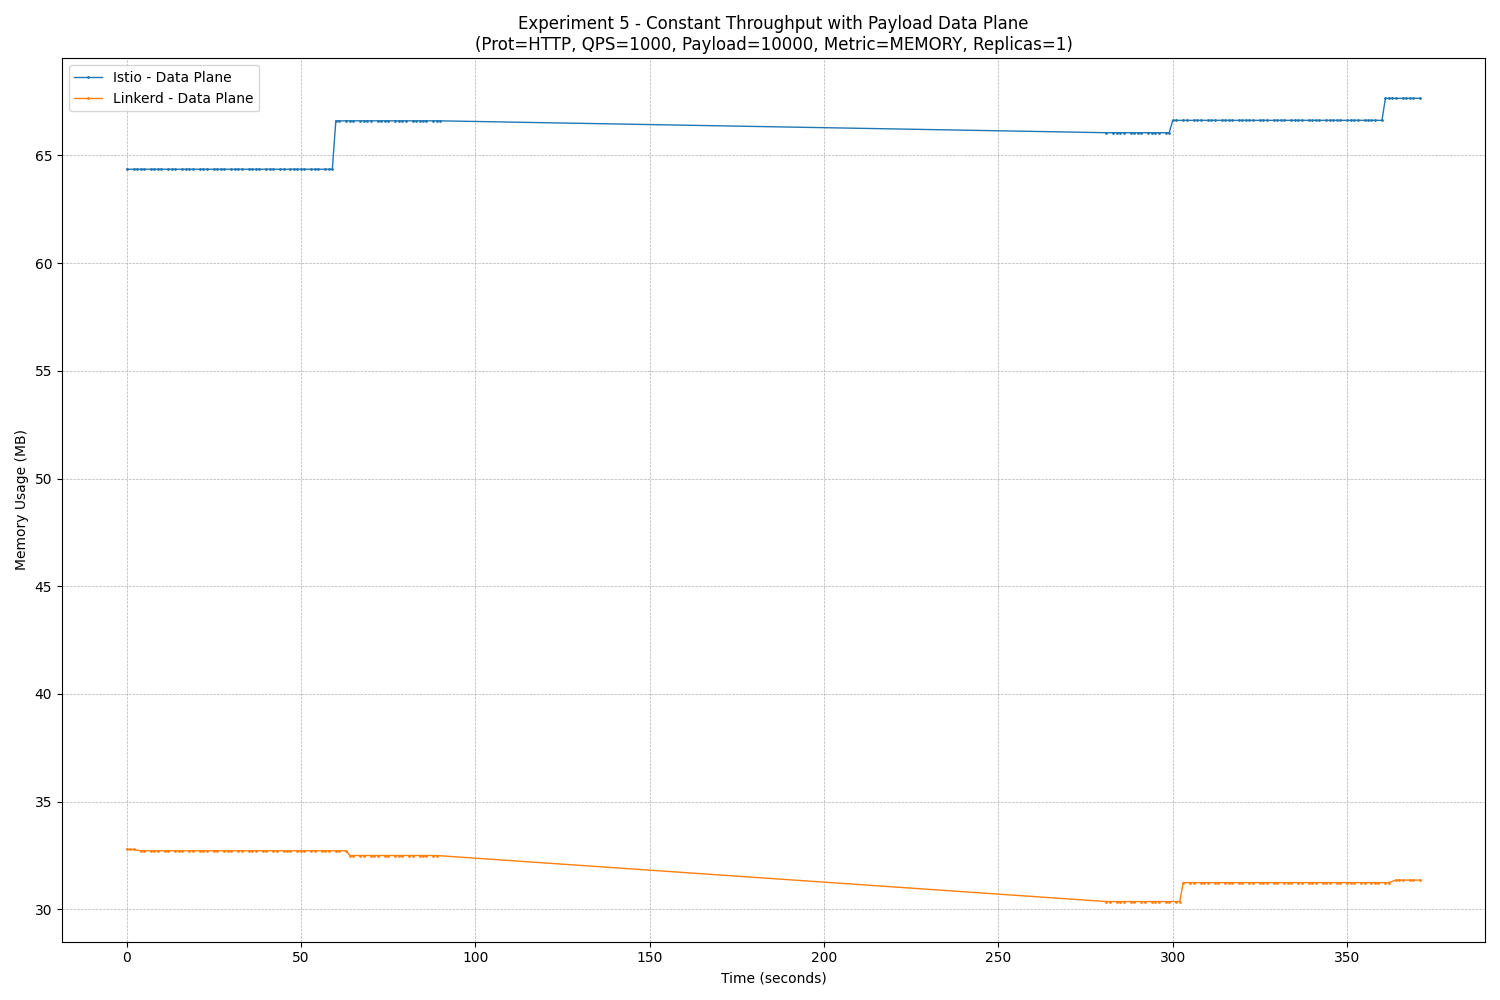 Experiment 5 - Constant Throughput with Payload Data Plane
(Prot=HTTP, QPS=1000, Payload=10000, Metric=MEMORY, Replicas=1)
Istio - Data Plane
Linkerd - Data Plane
Memory Usage (MB)
65
60
55
50
45
40
35
30
0
50
100
150
200
250
300
350
Time (seconds)